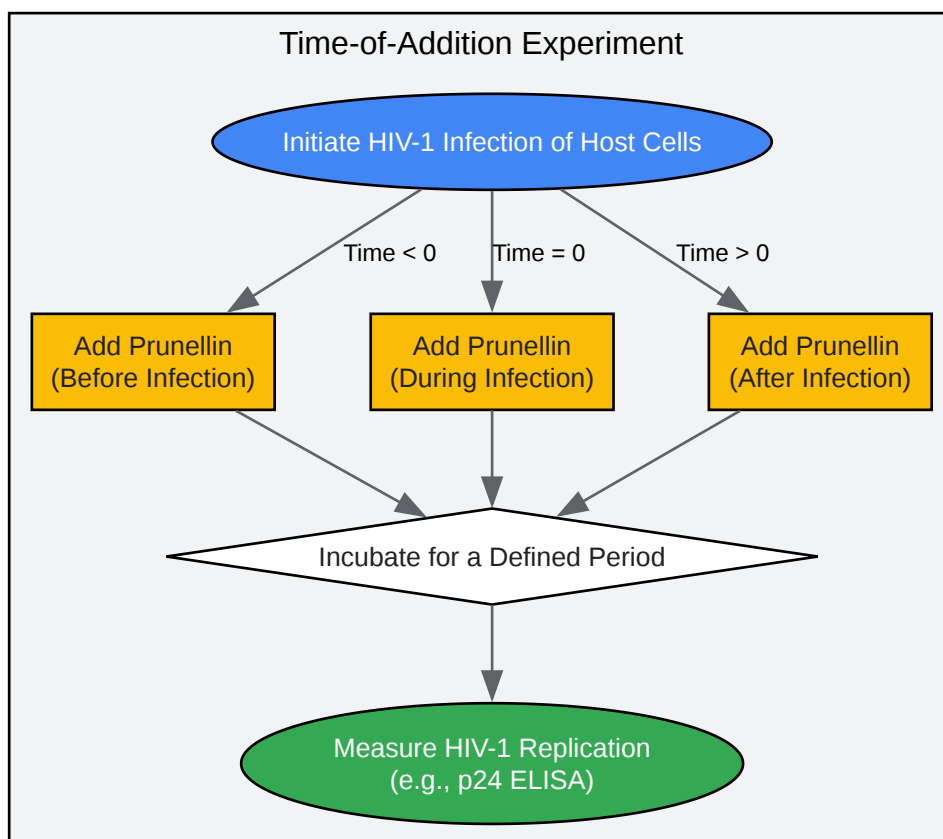 Time-of-Addition Experiment
Initiate HIV-1 Infection of Host Cells
Time < 0
Time = 0
Time > 0
Add Prunellin
(Before Infection)
Add Prunellin
(During Infection)
Add Prunellin
(After Infection)
Incubate for a Defined Period
Measure HIV-1 Replication
(e.g., p24 ELISA)